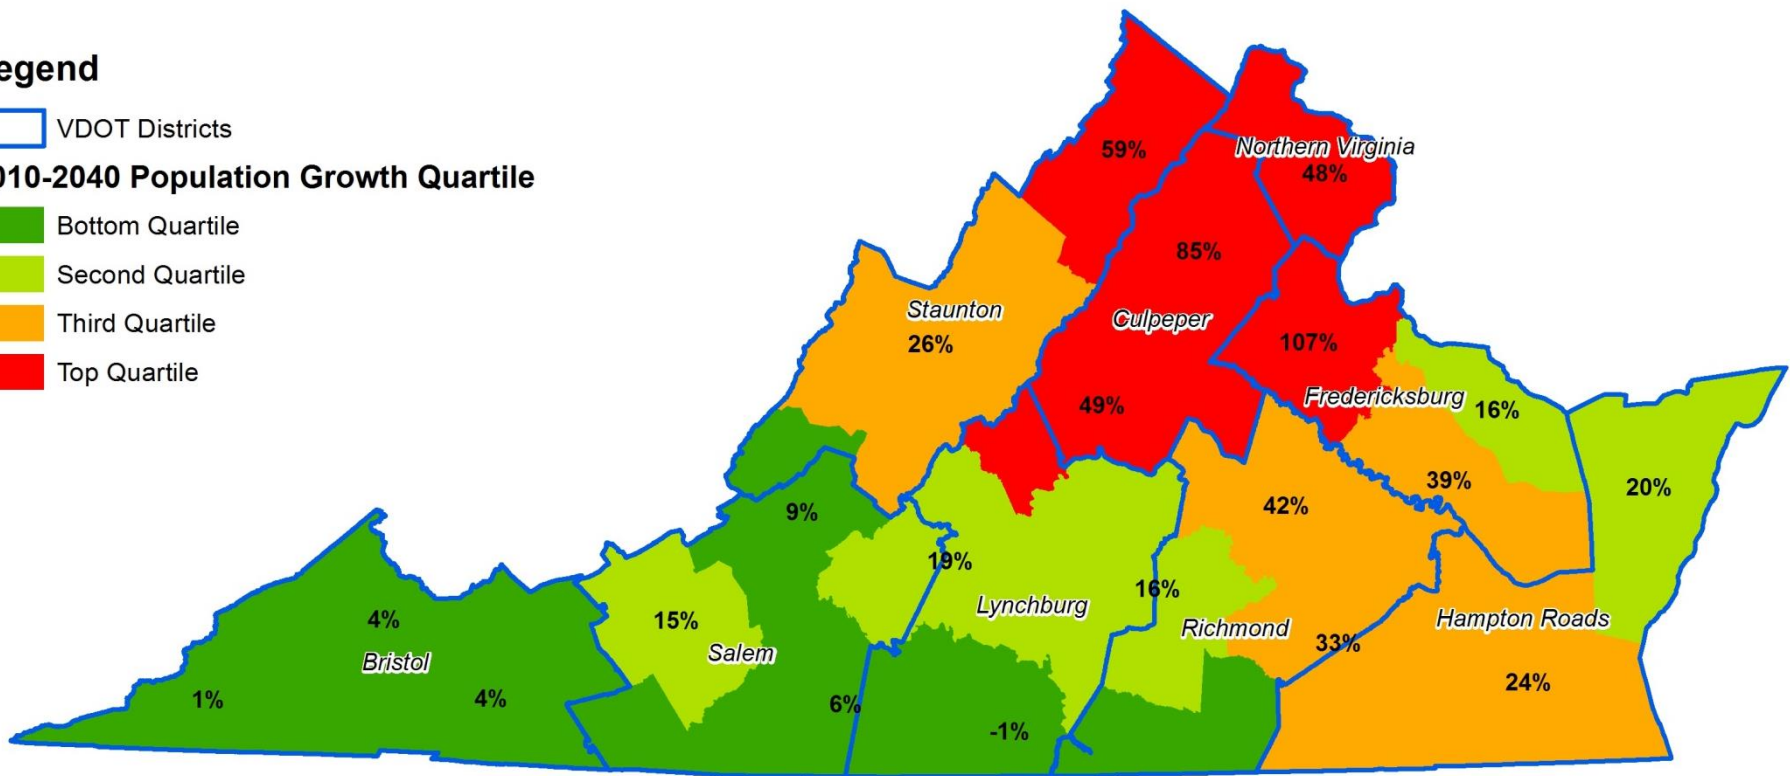 egend
VDOT Districts
010-2040 Population Growth Quartile
Bottom Quartile
Second Quartile
Third Quartile
Top Quartile
59%
Northern Virginia
48%
85%
Staunton
26%
Culpeper
107%
49%
Fredericksburg
16%
39%
20%
9%
42%
19%
16%
4%
15%
Lynchburg
Richmond
Hampton Roads
Bristol
Salem
33%
1%
4%
6%
-1%
24%